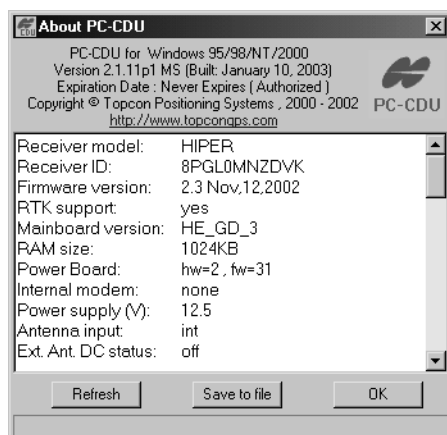 About PC-CDU
PC-CDU for Windows 95/98/NT/2000
Version 2.1.11p1 MS (Built: January 10, 2003)
Expiration Date : Never Expires ( Authorized )
Copyright © Topcon Positioning Systems , 2000 - 2002
http://www.topcongps.com
PC-CDU
Receiver model: HIPER
Receiver ID: 8PGL0MNZDVK
Firmware version: 2.3 Nov,12,2002
RTK support: yes
Mainboard version: HE_GD_3
RAM size: 1024KB
Power Board: hw=2 , fw=31
Internal modem: none
Power supply (V): 12.5
Antenna input: int
Ext. Ant. DC status: off
Refresh Save to file OK